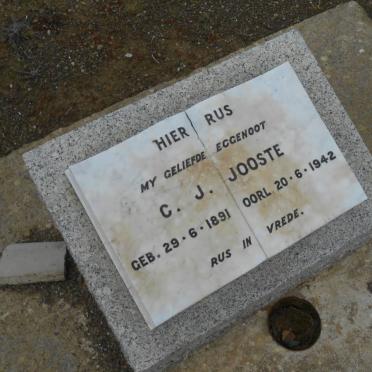 HIER RUS
MY GELIEFDE EGGENOOT
C. J. JOOSTE
GEB. 29-6-1891 OORL. 20-6-1942
RUS IN VREDE.